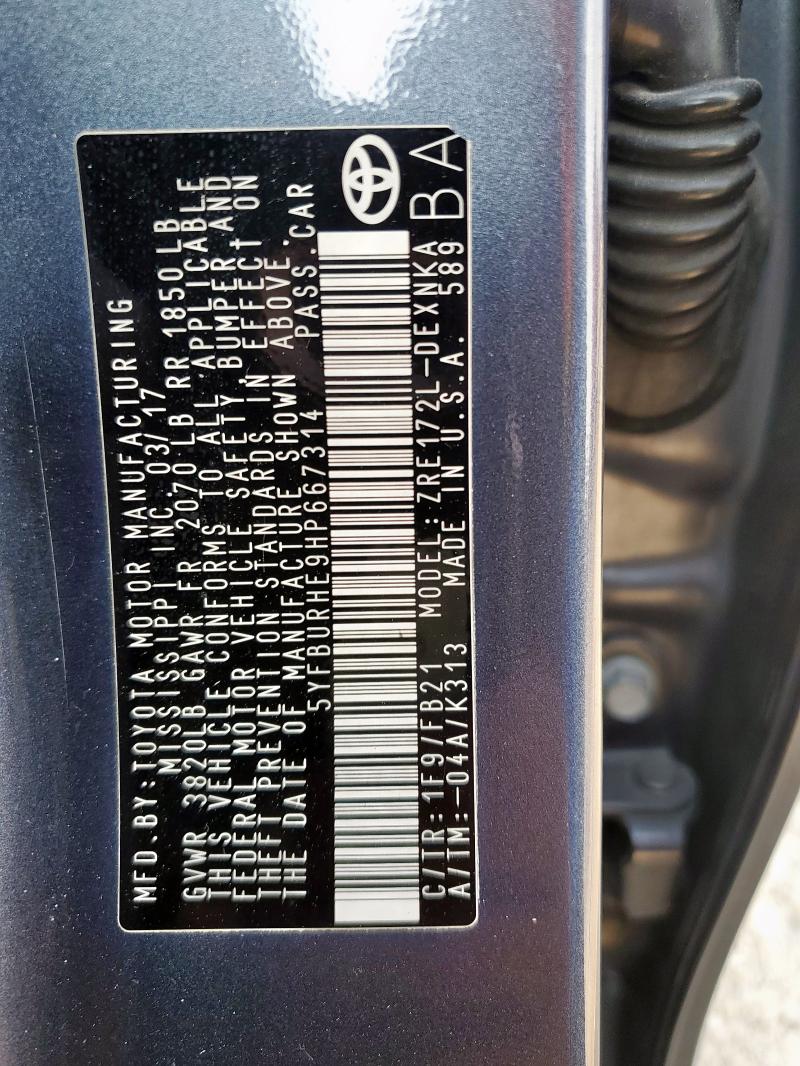 MFD.BY:TOYOTA MOTOR MANUFACTURING
MISSISSIPPI INC.03/17
GVWR 3820LB GAWR FR 2070 LB RR 1850 LB
THIS VEHICLE CONFORMS TO ALL APPLICABLE
FEDERAL MOTOR VEHICLE SAFETY, BUMPER AND
THEFT PREVENTION STANDARDS IN EFFECT ON
THE DATE OF MANUFACTURE SHOWN ABOVE.
5YFBURHE9HP667314 PASS.CAR
C/TR:1F9/FB21 MODEL:ZRE172L-DEXNKA
A/TM:-04A/K313 MADE IN U.S.A. 589
BA